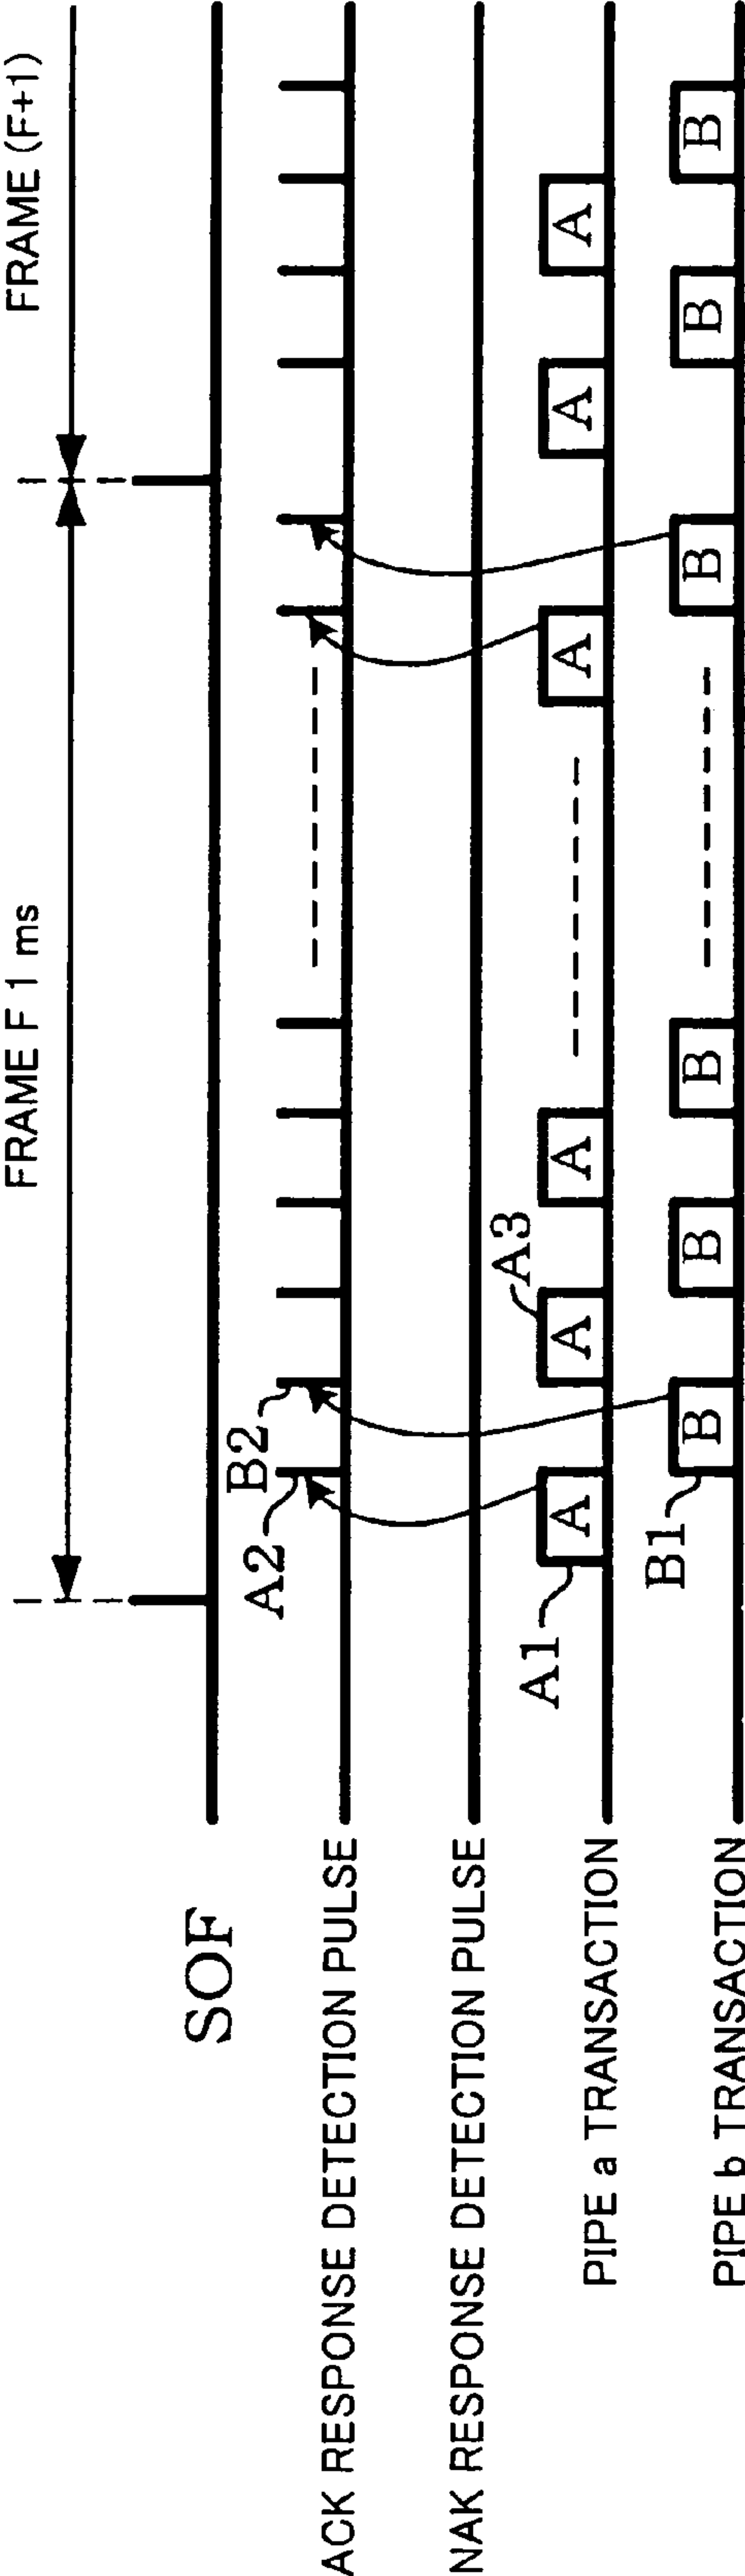 FRAME F 1 ms
FRAME (F+1)
SOF
A2
B2
ACK RESPONSE DETECTION PULSE
NAK RESPONSE DETECTION PULSE
A1
A3
A A A A A A
PIPE a TRANSACTION
B1
B B B B B B
PIPE b TRANSACTION